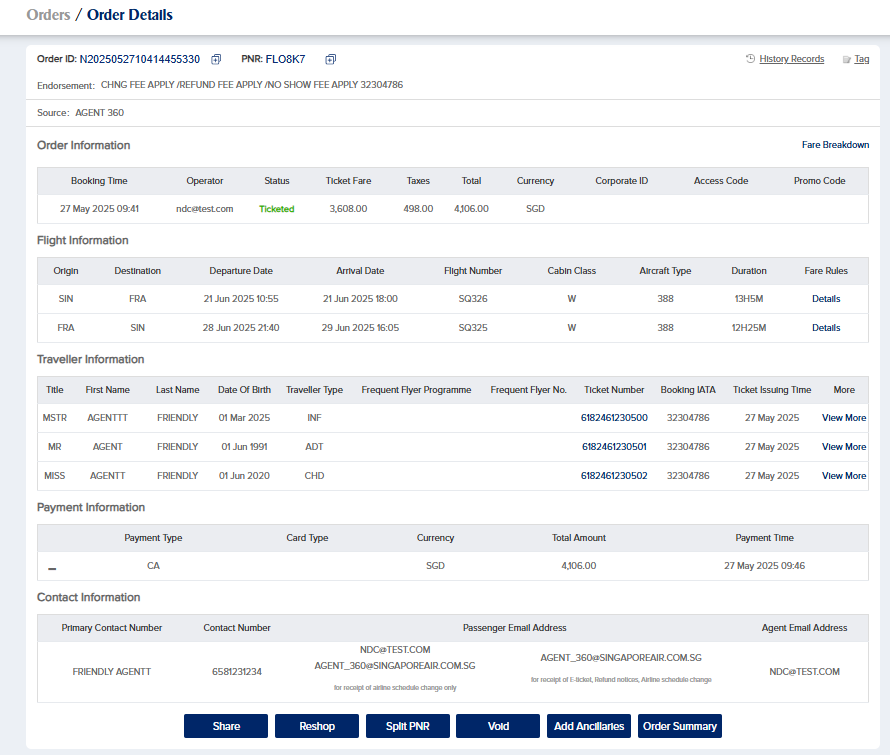 Orders / Order Details
Order ID: N2025052710414455330 PNR: FLO8K7 History Records Tag
Endorsement: CHNG FEE APPLY /REFUND FEE APPLY /NO SHOW FEE APPLY 32304786
Source: AGENT 360
Order Information Fare Breakdown
Booking Time Operator Status Ticket Fare Taxes Total Currency Corporate ID Access Code Promo Code
27 May 2025 09:41 ndc@test.com Ticketed 3,608.00 498.00 4,106.00 SGD
Flight Information
Origin Destination Departure Date Arrival Date Flight Number Cabin Class Aircraft Type Duration Fare Rules
SIN FRA 21 Jun 2025 10:55 21 Jun 2025 18:00 SQ326 W 388 13H5M Details
FRA SIN 28 Jun 2025 21:40 29 Jun 2025 16:05 SQ325 W 388 12H25M Details
Traveller Information
Title First Name Last Name Date Of Birth Traveller Type Frequent Flyer Programme Frequent Flyer No. Ticket Number Booking IATA Ticket Issuing Time More
MSTR AGENTTT FRIENDLY 01 Mar 2025 INF 6182461230500 32304786 27 May 2025 View More
MR AGENT FRIENDLY 01 Jun 1991 ADT 6182461230501 32304786 27 May 2025 View More
MISS AGENTT FRIENDLY 01 Jun 2020 CHD 6182461230502 32304786 27 May 2025 View More
Payment Information
Payment Type Card Type Currency Total Amount Payment Time
CA SGD 4,106.00 27 May 2025 09:46
Contact Information
Primary Contact Number Contact Number Passenger Email Address Agent Email Address
FRIENDLY AGENTT 6581231234 NDC@TEST.COM
AGENT_360@SINGAPOREAIR.COM.SG
for receipt of airline schedule change only
AGENT_360@SINGAPOREAIR.COM.SG
for receipt of E-ticket, Refund notices, Airline schedule change
NDC@TEST.COM
Share Reshop Split PNR Void Add Ancillaries Order Summary